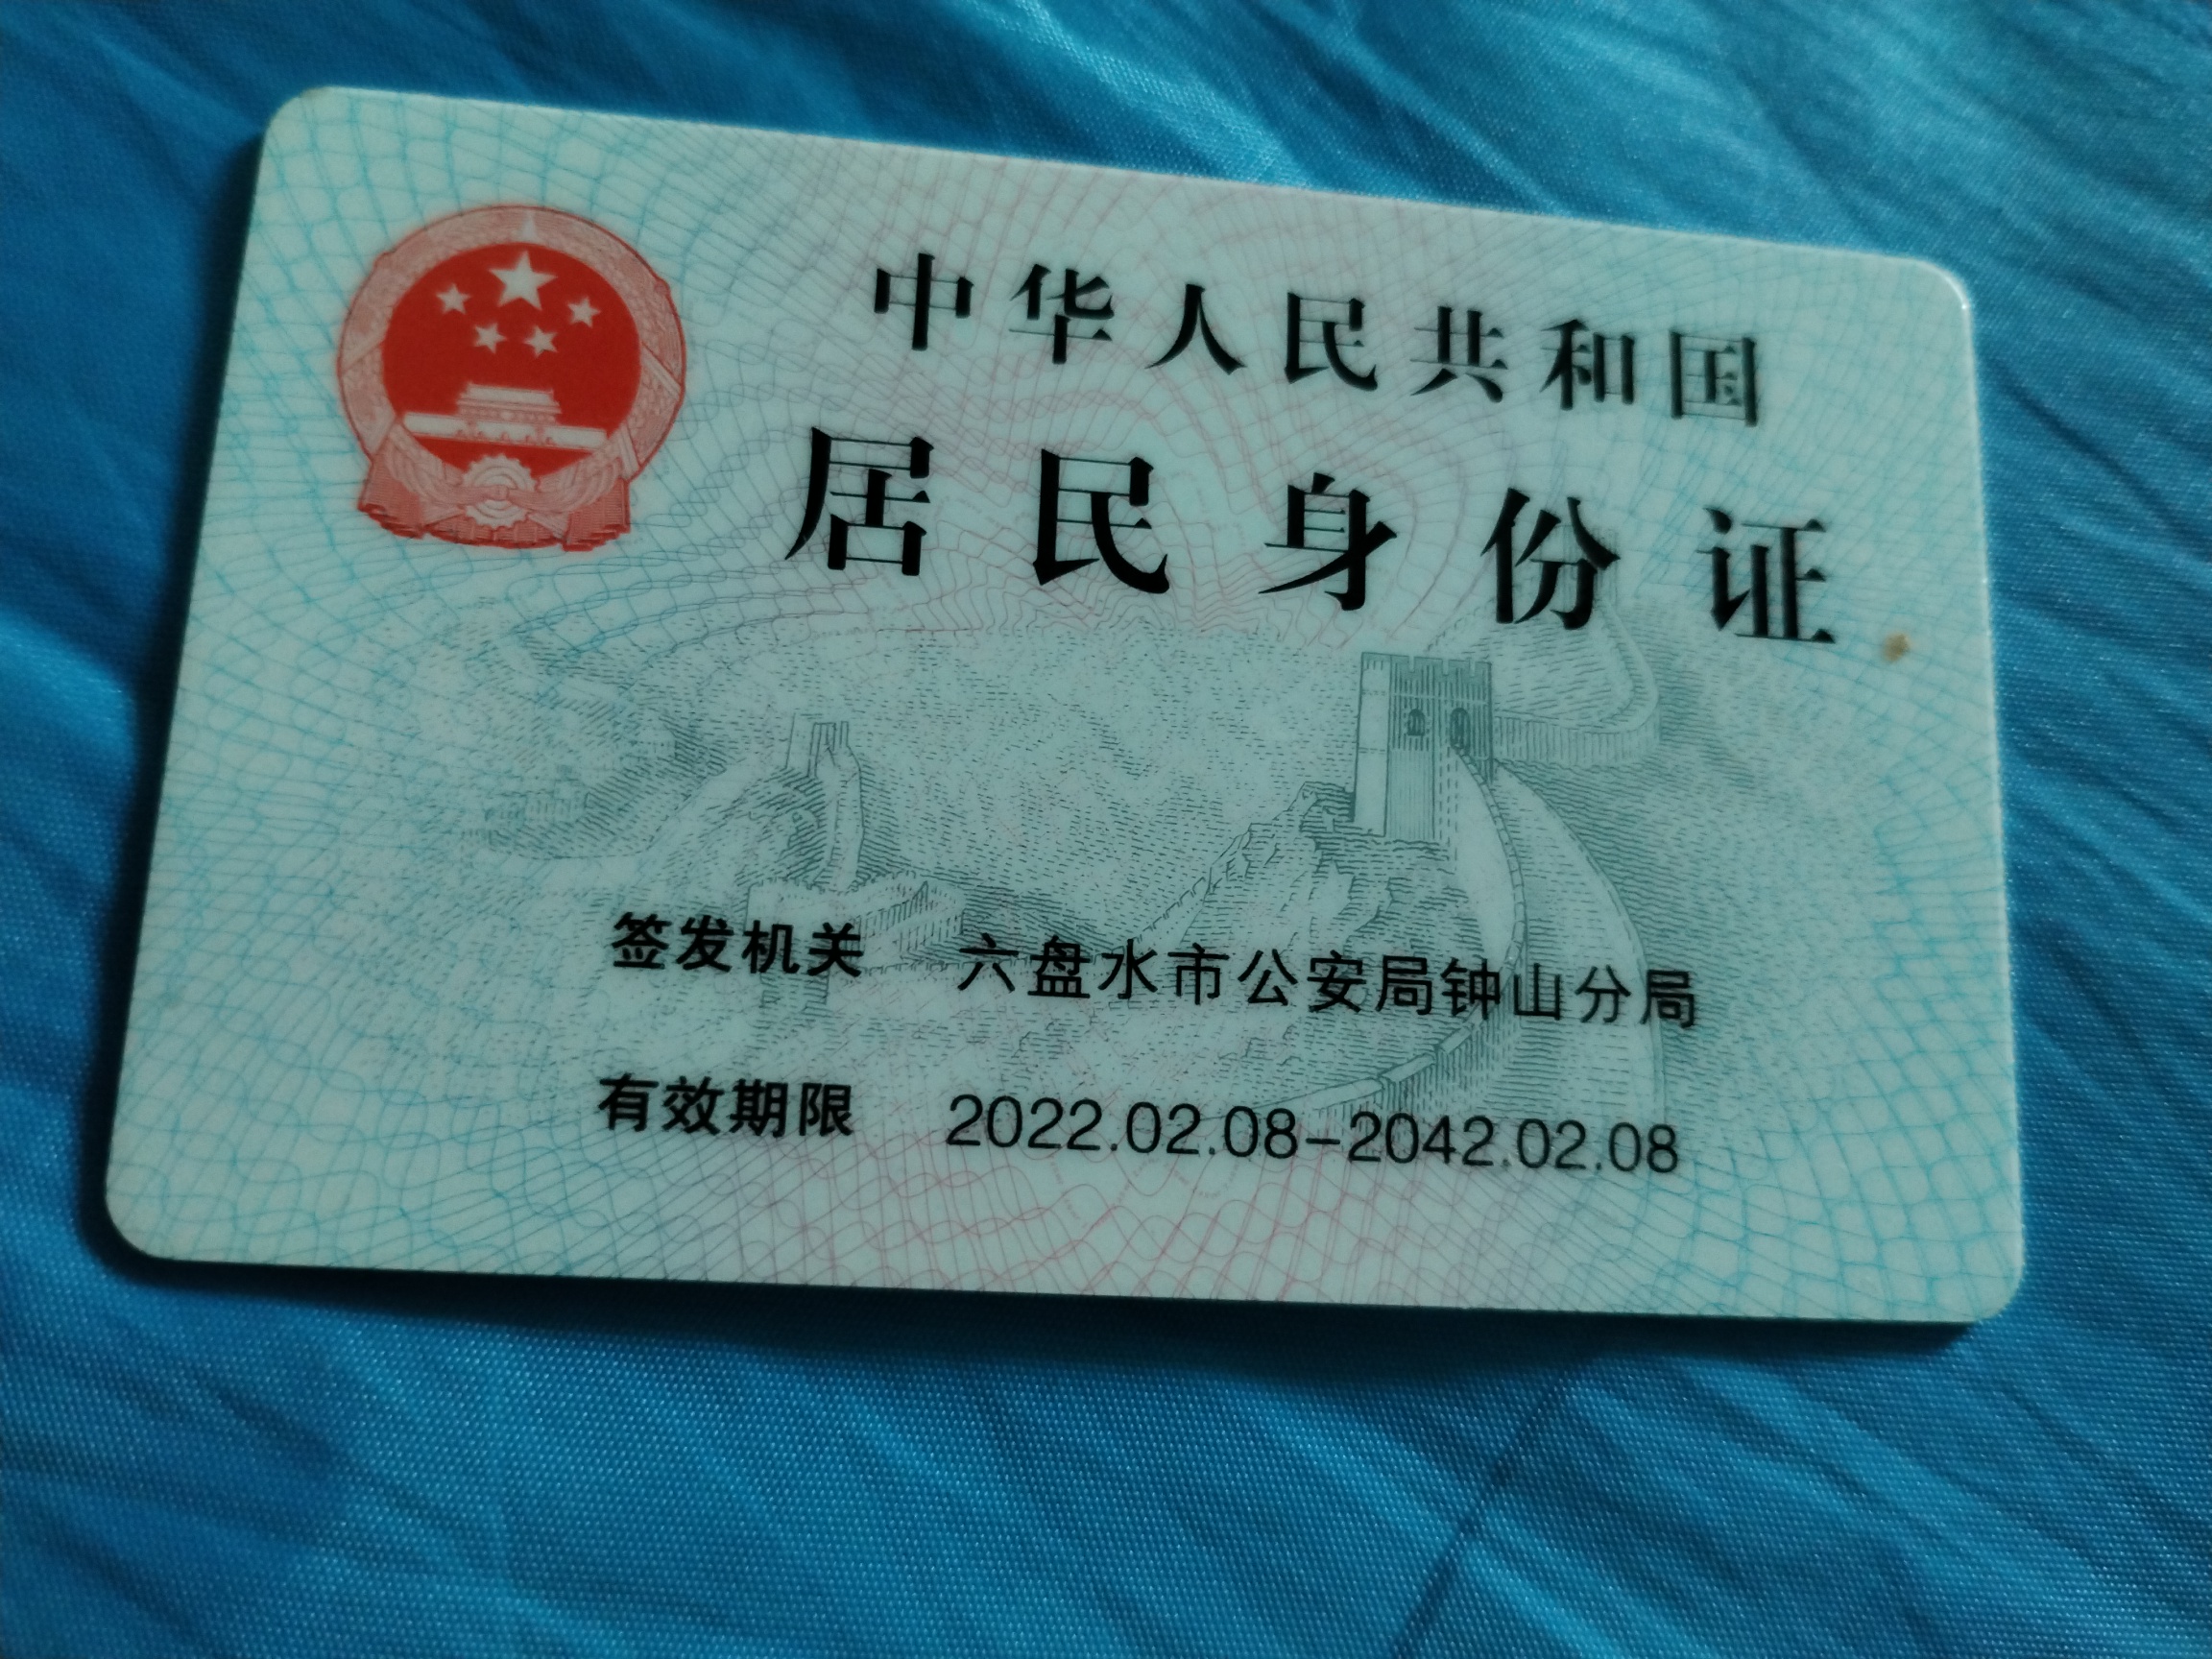 中华人民共和国
居民身份证
签发机关 六盘水市公安局钟山分局
有效期限 2022.02.08-2042.02.08